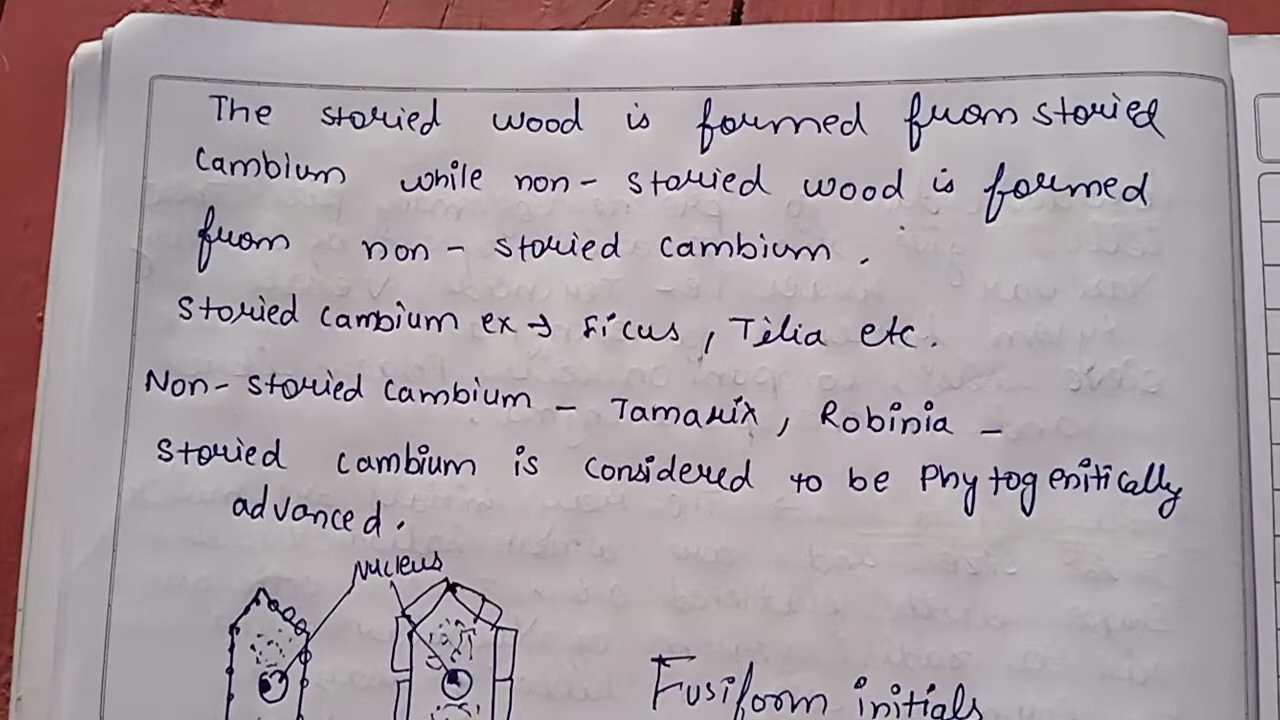 The storied wood is formed from storied
cambium while non-storied wood is formed
from non-storied cambium.
Storied cambium ex → Ficus, Tilia etc.
Non-storied cambium - Tamarix, Robinia -
storied cambium is considered to be Phytogenitically
advanced.
Nucleus
Fusiform initials